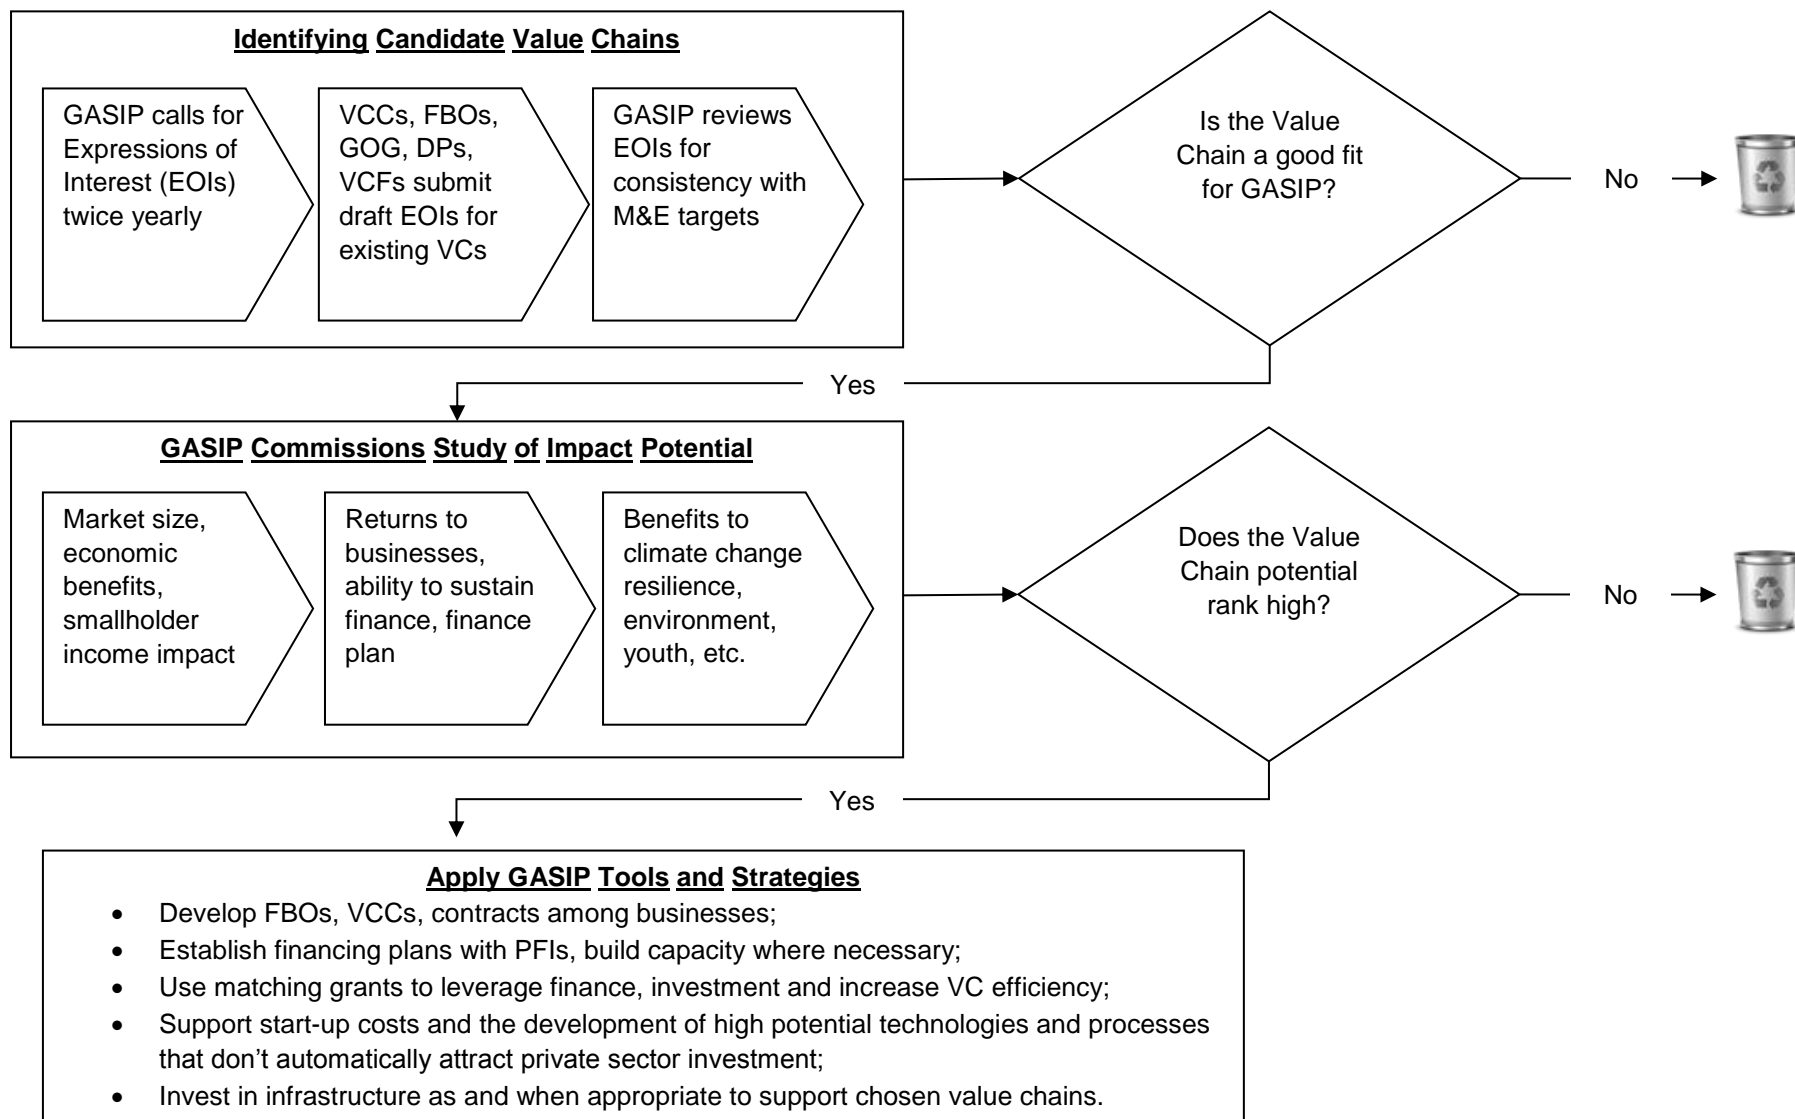 Identifying Candidate Value Chains
GASIP calls for
Expressions of
Interest (EOIs)
twice yearly
VCCs, FBOs,
GOG, DPs,
VCFs submit
draft EOIs for
existing VCs
GASIP reviews
EOIs for
consistency with
M&E targets
Is the Value
Chain a good fit
for GASIP?
No
Yes
GASIP Commissions Study of Impact Potential
Market size,
economic
benefits,
smallholder
income impact
Returns to
businesses,
ability to sustain
finance, finance
plan
Benefits to
climate change
resilience,
environment,
youth, etc.
Does the Value
Chain potential
rank high?
No
Yes
Apply GASIP Tools and Strategies
• Develop FBOs, VCCs, contracts among businesses;
• Establish financing plans with PFIs, build capacity where necessary;
• Use matching grants to leverage finance, investment and increase VC efficiency;
• Support start-up costs and the development of high potential technologies and processes
that don’t automatically attract private sector investment;
• Invest in infrastructure as and when appropriate to support chosen value chains.